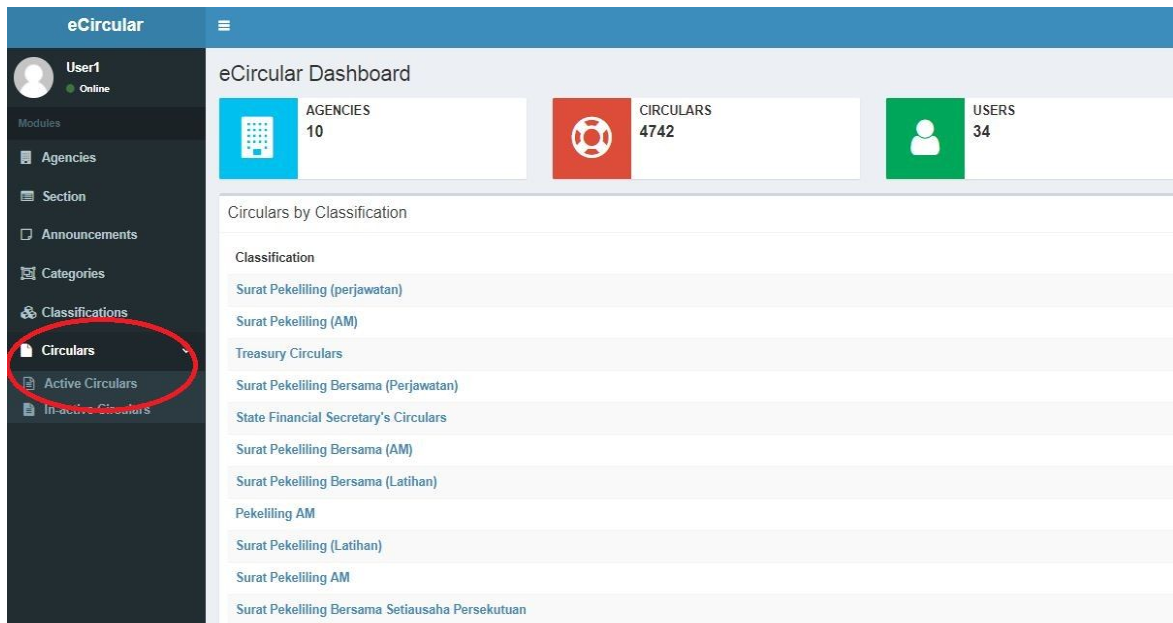 eCircular
User1
Online
Modules
Agencies
Section
Announcements
Categories
Classifications
Circulars
Active Circulars
In-active Circulars
eCircular Dashboard
AGENCIES
10
CIRCULARS
4742
USERS
34
Circulars by Classification
Classification
Surat Pekeliling (perjawatan)
Surat Pekeliling (AM)
Treasury Circulars
Surat Pekeliling Bersama (Perjawatan)
State Financial Secretary's Circulars
Surat Pekeliling Bersama (AM)
Surat Pekeliling Bersama (Latihan)
Pekeliling AM
Surat Pekeliling (Latihan)
Surat Pekeliling AM
Surat Pekeliling Bersama Setiausaha Persekutuan